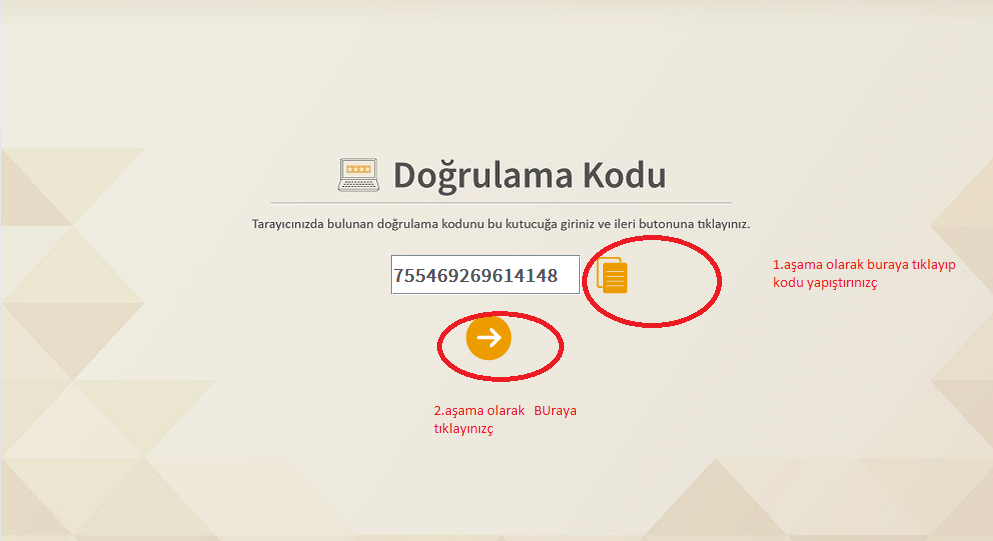 Doğrulama Kodu
Tarayıcınızda bulunan doğrulama kodunu bu kutucuğa giriniz ve ileri butonuna tıklayınız.
755469269614148
1.aşama olarak buraya tıklayıp
kodu yapıştırınızç
2.aşama olarak BUraya
tıklayınızç